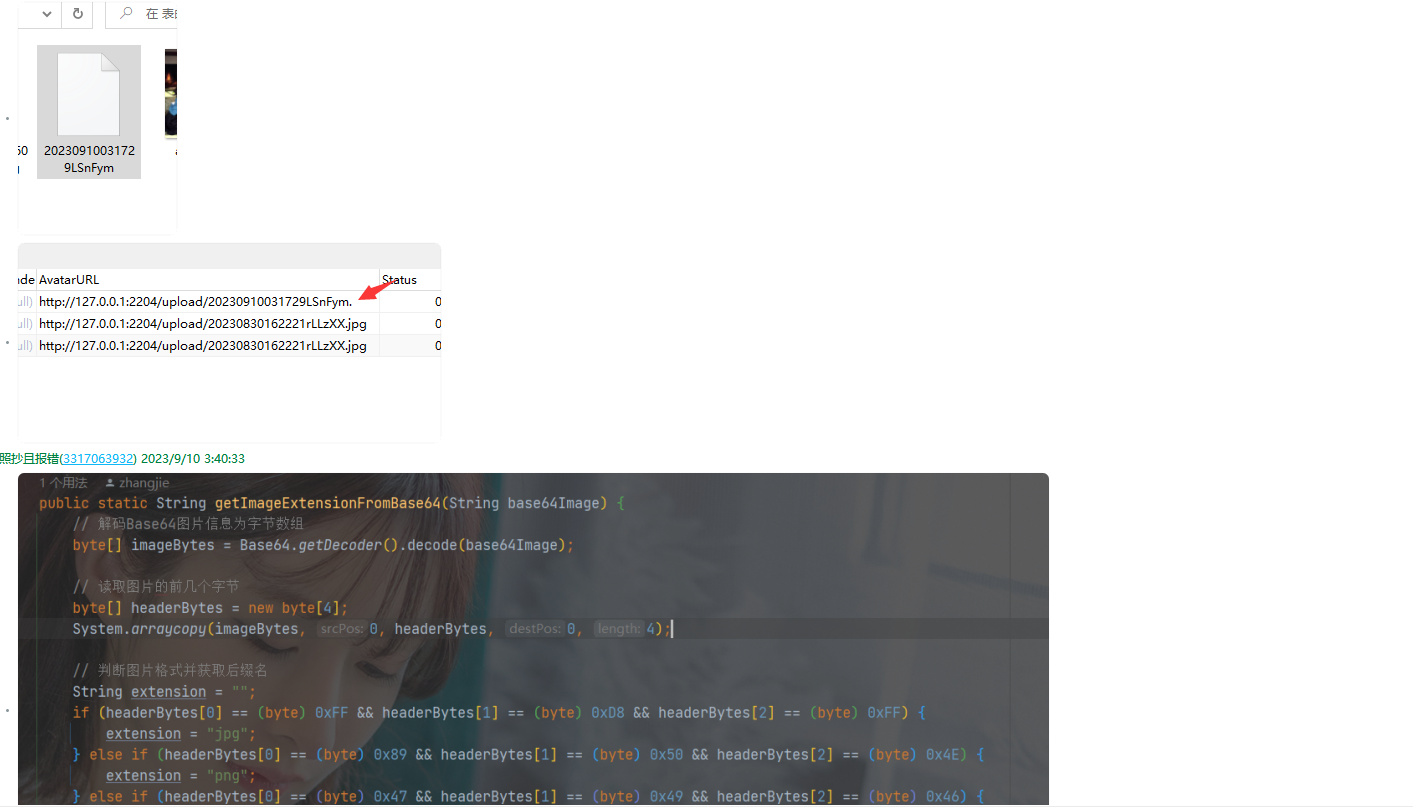 在 表
50
2023091003172
9LSnFym
nde AvatarURL Status
ull) http://127.0.0.1:2204/upload/20230910031729LSnFym. 0
ull) http://127.0.0.1:2204/upload/20230830162221rLLzXX.jpg 0
ull) http://127.0.0.1:2204/upload/20230830162221rLLzXX.jpg 0
照抄且报错(3317063932) 2023/9/10 3:40:33
1 个用法 zhangjie
public static String getImageExtensionFromBase64(String base64Image) {
// 解码Base64图片信息为字节数组
byte[] imageBytes = Base64.getDecoder().decode(base64Image);
// 读取图片的前几个字节
byte[] headerBytes = new byte[4];
System.arraycopy(imageBytes, srcPos: 0, headerBytes, destPos: 0, length: 4);
// 判断图片格式并获取后缀名
String extension = "";
if (headerBytes[0] == (byte) 0xFF && headerBytes[1] == (byte) 0xD8 && headerBytes[2] == (byte) 0xFF) {
extension = "jpg";
} else if (headerBytes[0] == (byte) 0x89 && headerBytes[1] == (byte) 0x50 && headerBytes[2] == (byte) 0x4E) {
extension = "png";
} else if (headerBytes[0] == (byte) 0x47 && headerBytes[1] == (byte) 0x49 && headerBytes[2] == (byte) 0x46) {